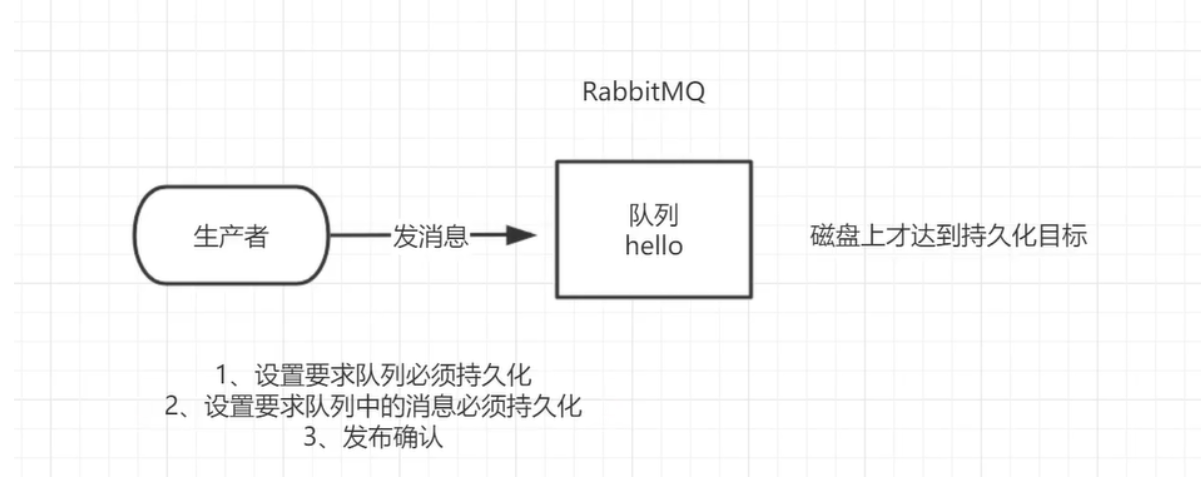 RabbitMQ
生产者
发消息
队列
hello
磁盘上才达到持久化目标
1、设置要求队列必须持久化
2、设置要求队列中的消息必须持久化
3、发布确认